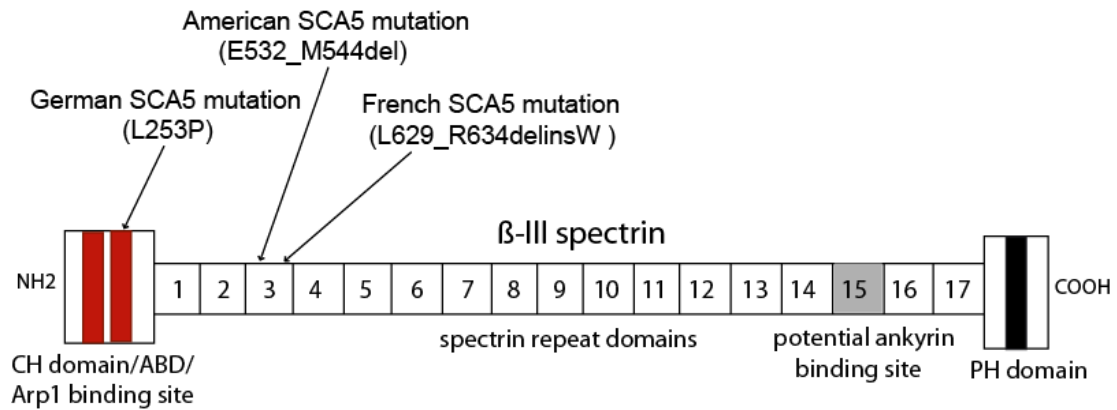 American SCA5 mutation
(E532_M544del)
German SCA5 mutation
(L253P)
French SCA5 mutation
(L629_R634delinsW )
ß-III spectrin
NH2
1 2 3 4 5 6 7 8 9 10 11 12 13 14 15 16 17
COOH
spectrin repeat domains
potential ankyrin
binding site
CH domain/ABD/
Arp1 binding site
PH domain